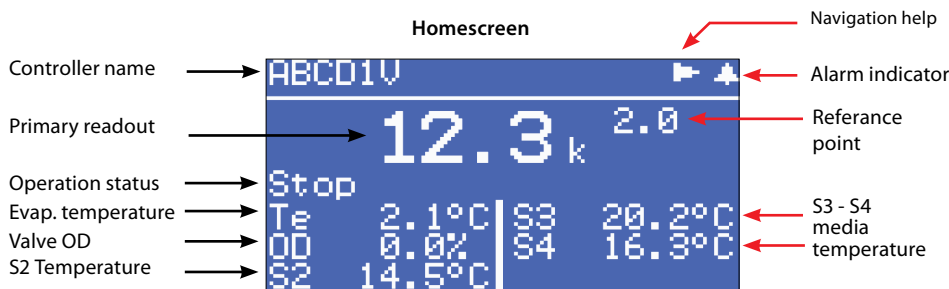 Homescreen
Navigation help
Controller name
ABCD1V
Alarm indicator
Primary readout
12.3 k
2.0
Referance
point
Operation status
Stop
Evap. temperature
Te 2.1°C
S3 20.2°C
S3 - S4
media
temperature
Valve OD
OD 0.0%
S4 16.3°C
S2 Temperature
S2 14.5°C